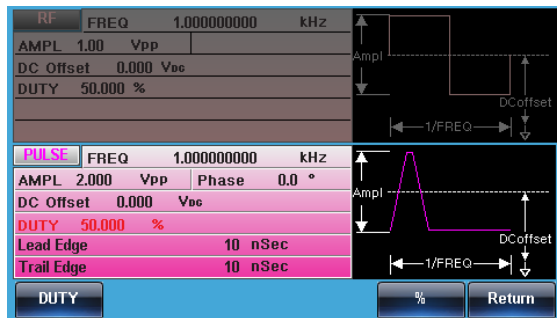 RF FREQ 1.000000000 kHz
AMPL 1.00 Vpp
DC Offset 0.000 VDC
DUTY 50.000 %
Ampl
DCoffset
1/FREQ
PULSE FREQ 1.000000000 kHz
AMPL 2.000 Vpp Phase 0.0 °
DC Offset 0.000 VDC
DUTY 50.000 %
Lead Edge 10 nSec
Trail Edge 10 nSec
Ampl
DCoffset
1/FREQ
DUTY % Return